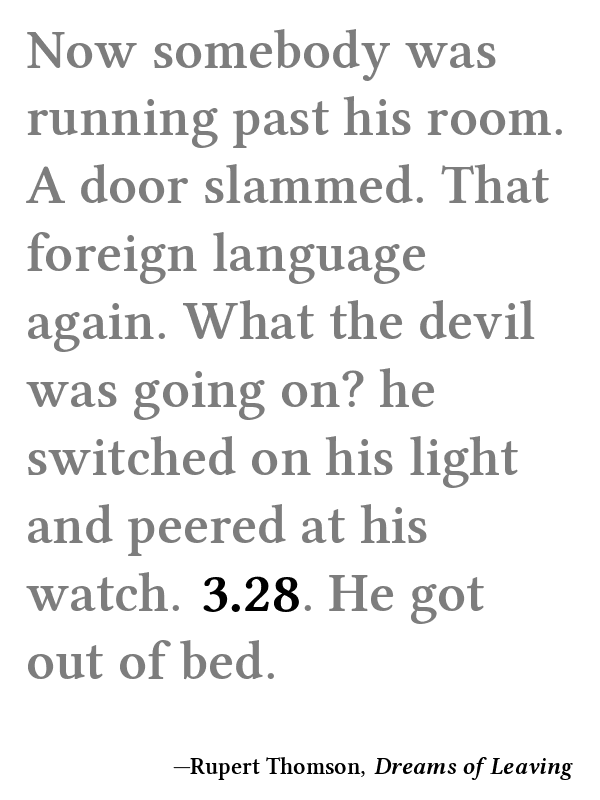 Now somebody was
running past his room.
A door slammed. That
foreign language
again. What the devil
was going on? he
switched on his light
and peered at his
watch. 3.28. He got
out of bed.
—Rupert Thomson, Dreams of Leaving